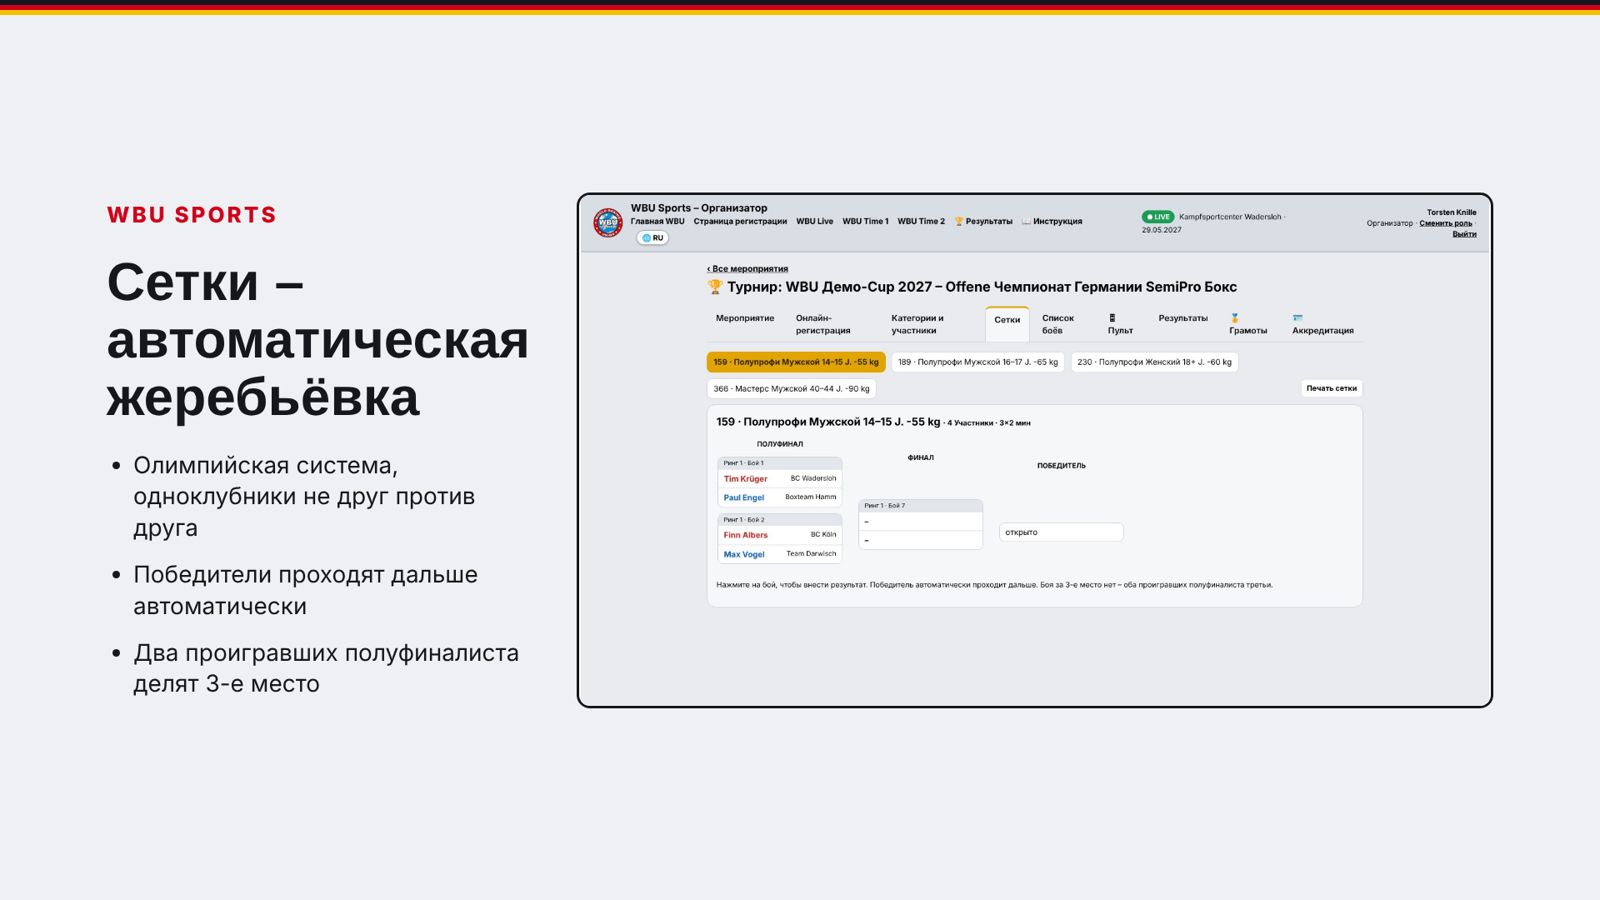 WBU SPORTS
Сетки –
автоматическая
жеребьёвка
• Олимпийская система,
одноклубники не друг против
друга
• Победители проходят дальше
автоматически
• Два проигравших полуфиналиста
делят 3-е место
WBU
WBU Sports – Организатор
Главная WBU Страница регистрации WBU Live WBU Time 1 WBU Time 2 🏆 Результаты 📖 Инструкция
🌐 RU
● LIVE Kampfsportcenter Wadersloh ·
29.05.2027
Torsten Knille
Организатор · Сменить роль ·
Выйти
‹ Все мероприятия
🏆 Турнир: WBU Демо-Cup 2027 – Offene Чемпионат Германии SemiPro Бокс
Мероприятие
Онлайн-
регистрация
Категории и
участники
Сетки
Список
боёв
🎛 Пульт
Результаты
🏅
Грамоты
🪪
Аккредитация
159 · Полупрофи Мужской 14–15 J. -55 kg
189 · Полупрофи Мужской 16–17 J. -65 kg
230 · Полупрофи Женский 18+ J. -60 kg
366 · Мастерс Мужской 40–44 J. -90 kg
Печать сетки
159 · Полупрофи Мужской 14–15 J. -55 kg · 4 Участники · 3×2 мин
ПОЛУФИНАЛ
Ринг 1 · Бой 1
Tim Krüger BC Wadersloh
Paul Engel Boxteam Hamm
Ринг 1 · Бой 2
Finn Albers BC Köln
Max Vogel Team Darwisch
ФИНАЛ
Ринг 1 · Бой 7
–
–
ПОБЕДИТЕЛЬ
открыто
Нажмите на бой, чтобы внести результат. Победитель автоматически проходит дальше. Боя за 3-е место нет – оба проигравших полуфиналиста третьи.